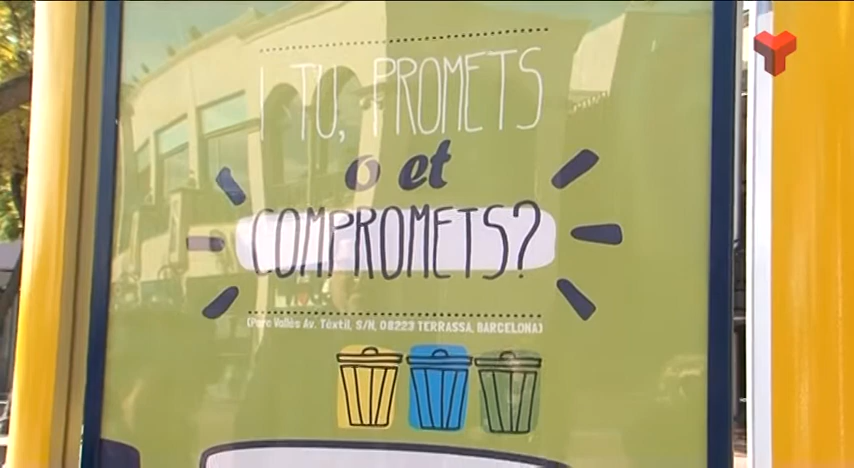 I TU, PROMETS
o et
COMPROMETS?
(Parc Vallès Av. Tèxtil, S/N, 08223 TERRASSA, BARCELONA)